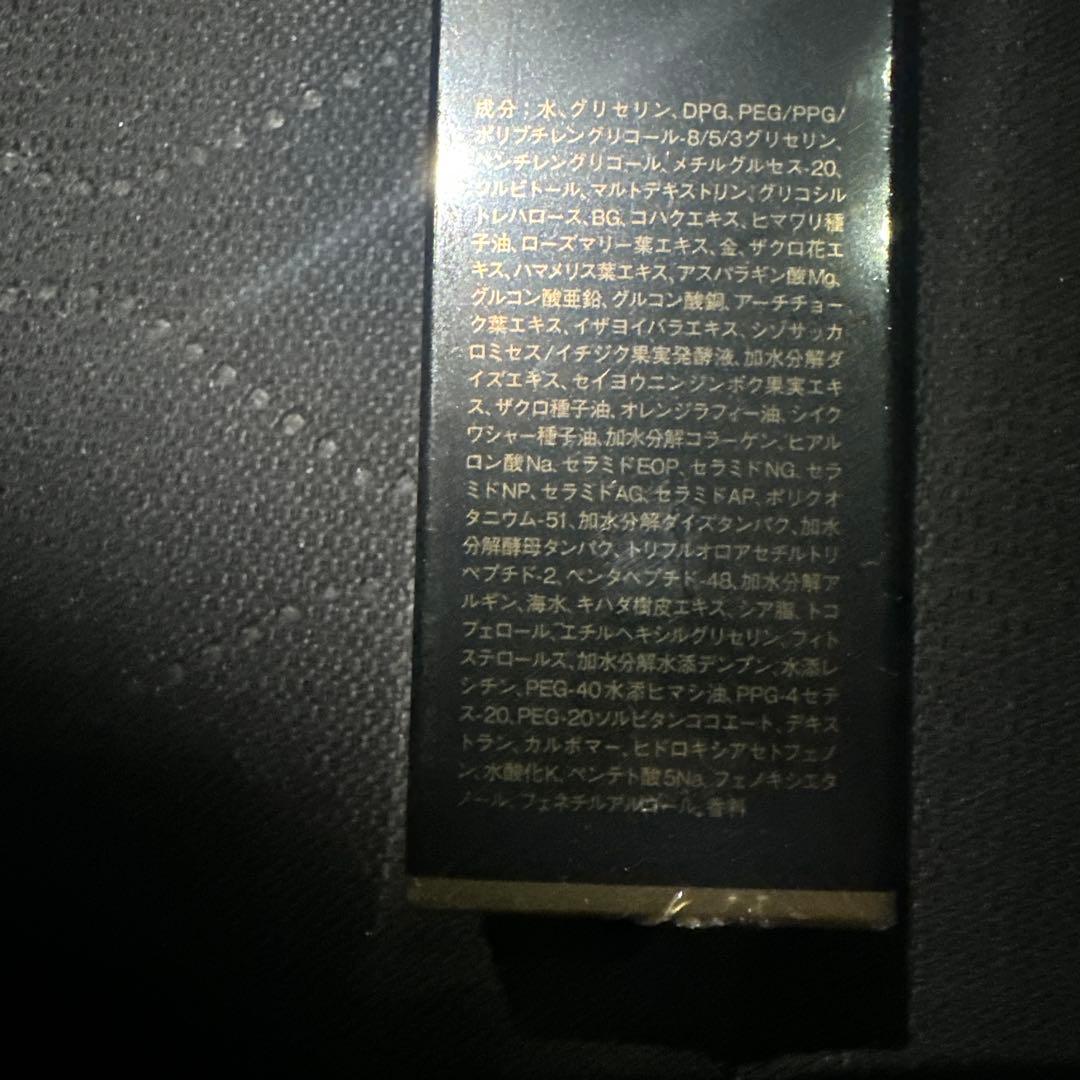 成分：水、グリセリン、DPG、PEG/PPG/
ポリブチレングリコール-8/5/3グリセリン、
ペンチレングリコール、メチルグルセス-20、
ソルビトール、マルトデキストリン、グリコシル
トレハロース、BG、コハクエキス、ヒマワリ種
子油、ローズマリー葉エキス、金、ザクロ花エ
キス、ハマメリス葉エキス、アスパラギン酸Mg、
グルコン酸亜鉛、グルコン酸銅、アーチチョー
ク葉エキス、イザヨイバラエキス、シゾサッカ
ロミセス/イチジク果実発酵液、加水分解ダ
イズエキス、セイヨウニンジンボク果実エキ
ス、ザクロ種子油、オレンジラフィー油、シイク
ワシャー種子油、加水分解コラーゲン、ヒアル
ロン酸Na、セラミドEOP、セラミドNG、セラ
ミドNP、セラミドAG、セラミドAP、ポリクオ
タニウム-51、加水分解ダイズタンパク、加水
分解酵母タンパク、トリフルオロアセチルトリ
ペプチド-2、ペンタペプチド-48、加水分解ア
ルギン、海水、キハダ樹皮エキス、シア脂、トコ
フェロール、エチルヘキシルグリセリン、フィト
ステロールズ、加水分解水添デンプン、水添レ
シチン、PEG-40水添ヒマシ油、PPG-4セテ
ス-20、PEG-20ソルビタンココエート、デキス
トラン、カルボマー、ヒドロキシアセトフェノ
ン、水酸化K、ペンテト酸5Na、フェノキシエタ
ノール、フェネチルアルコール、香料